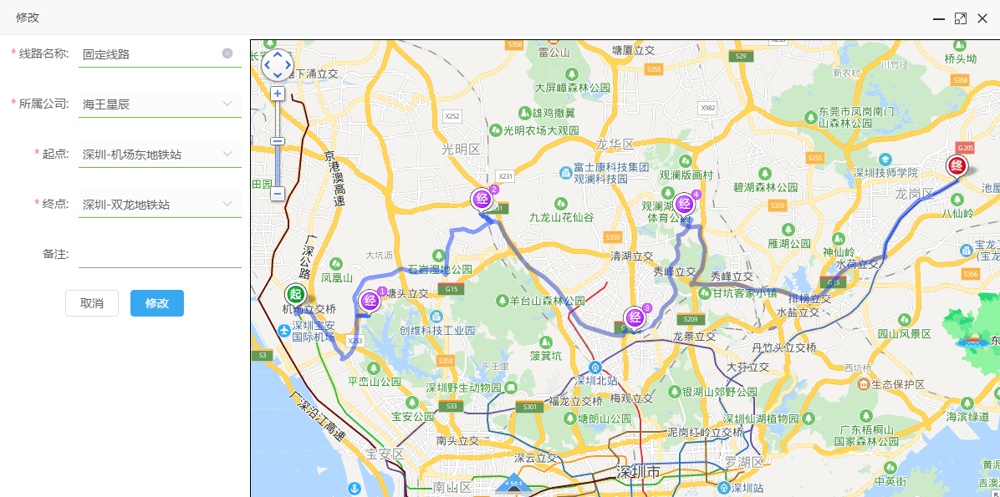 修改
* 线路名称: 固定线路
* 所属公司: 海王星辰
* 起点: 深圳-机场东地铁站
* 终点: 深圳-双龙地铁站
备注:
取消 修改
S358
雷公山
塘厦立交
S29
S358
桥头坳
新农村
川竹径
S358
下涌立交
大屏嶂森林公园
X252
雄鸡撒翼
X982
东莞市凤岗南门
山森林公园
光明农场大观园
光明区
龙华区
G205
S255
深圳技师学院
终
京港澳高速
X231
富士康科技集团
观澜科技园
观澜版画村
碧湖森林公园
龙岗区
田园
经 2
经 4
观澜湖
体育公
S359
八仙岭
九龙山花仙谷
雁湖公园
S359
神仙岭
宝龙工
(宝龙
广深公路
大坑沥
石岩湿地公园
清湖立交
水荷立交
凤凰山
秀峰立交
秀峰立交
S356
G15
G15
起
经 1
塘头立交
羊台山森林公园
甘坑客家小镇
排榜立交
机场立交桥
水盐立交
深圳宝安
国际机场
创维科技工业园
经 3
S209
X253
龙景立交
园山风景区
菠萁坑
丹竹头立交桥
东
S3
S359
下王里
大芬立交
西坑桥
平峦山公园
深圳北站
深圳野生动物园
生态保护区
银湖山郊野公园
宝安公园
S33
S301
福龙立交桥
梅观立交
广深沿江高速
塘朗山公园
深圳仙湖植物园
海滨绿道
南头立交
泥岗红岭立交桥
广东梧桐山
国家森林公园
宝安区
深云立交
罗湖区
深圳市
黄泥
中英街
吉澳
南山区
深圳站